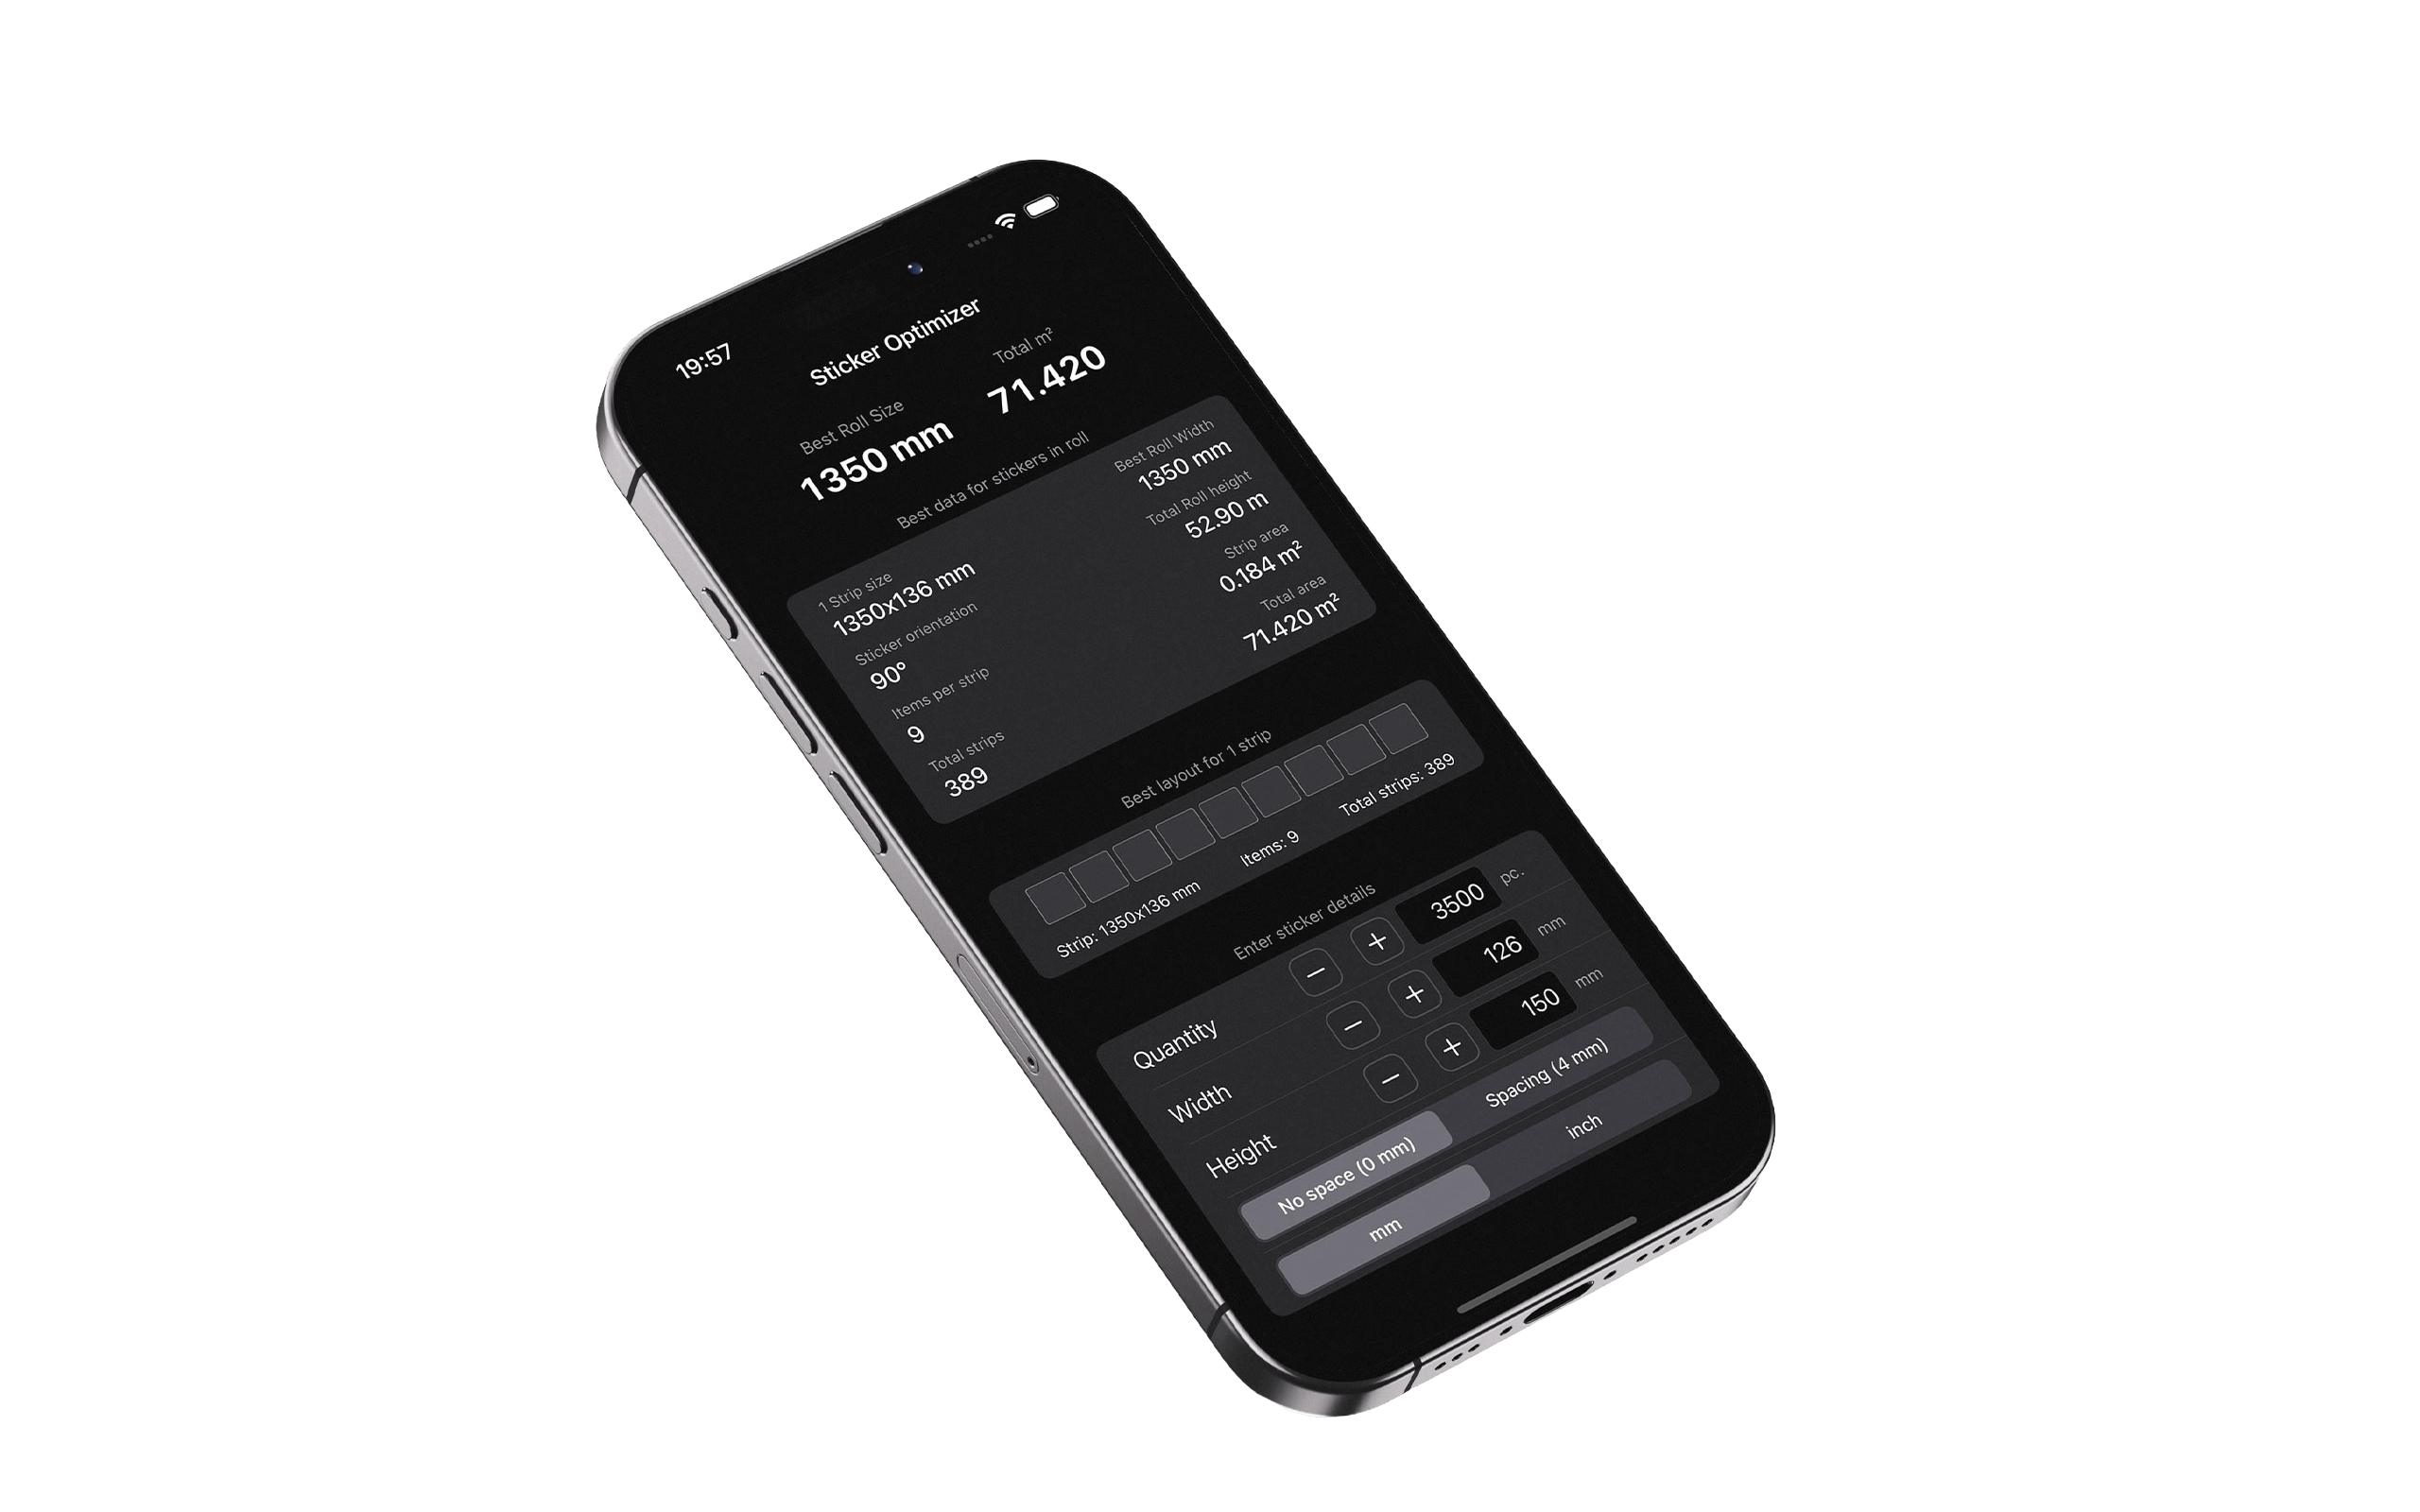 19:57
Sticker Optimizer
Best Roll Size
1350 mm
Total m²
71.420
Best data for stickers in roll
1 Strip size
1350x136 mm
Sticker orientation
90°
Items per strip
9
Total strips
389
Best Roll Width
1350 mm
Total Roll height
52.90 m
Strip area
0.184 m²
Total area
71.420 m²
Best layout for 1 strip
Strip: 1350x136 mm
Items: 9
Total strips: 389
Enter sticker details
Quantity − + 3500 pc.
Width − + 126 mm
Height − + 150 mm
No space (0 mm) Spacing (4 mm)
mm inch